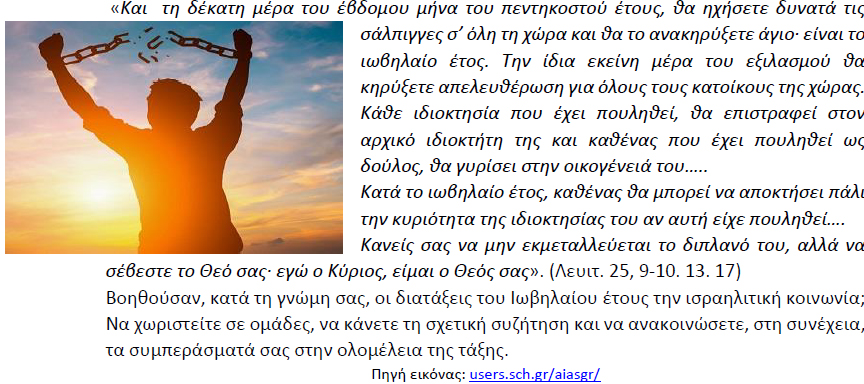 «Και τη δέκατη μέρα του έβδομου μήνα του πεντηκοστού έτους, θα ηχήσετε δυνατά τις
σάλπιγγες σ’ όλη τη χώρα και θα το ανακηρύξετε άγιο· είναι το
ιωβηλαίο έτος. Την ίδια εκείνη μέρα του εξιλασμού θα
κηρύξετε απελευθέρωση για όλους τους κατοίκους της χώρας.
Κάθε ιδιοκτησία που έχει πουληθεί, θα επιστραφεί στον
αρχικό ιδιοκτήτη της και καθένας που έχει πουληθεί ως
δούλος, θα γυρίσει στην οικογένειά του…..
Κατά το ιωβηλαίο έτος, καθένας θα μπορεί να αποκτήσει πάλι
την κυριότητα της ιδιοκτησίας του αν αυτή είχε πουληθεί….
Κανείς σας να μην εκμεταλλεύεται το διπλανό του, αλλά να
σέβεστε το Θεό σας· εγώ ο Κύριος, είμαι ο Θεός σας». (Λευιτ. 25, 9-10. 13. 17)
Βοηθούσαν, κατά τη γνώμη σας, οι διατάξεις του Ιωβηλαίου έτους την ισραηλιτική κοινωνία;
Να χωριστείτε σε ομάδες, να κάνετε τη σχετική συζήτηση και να ανακοινώσετε, στη συνέχεια,
τα συμπεράσματά σας στην ολομέλεια της τάξης.
Πηγή εικόνας: users.sch.gr/aiasgr/